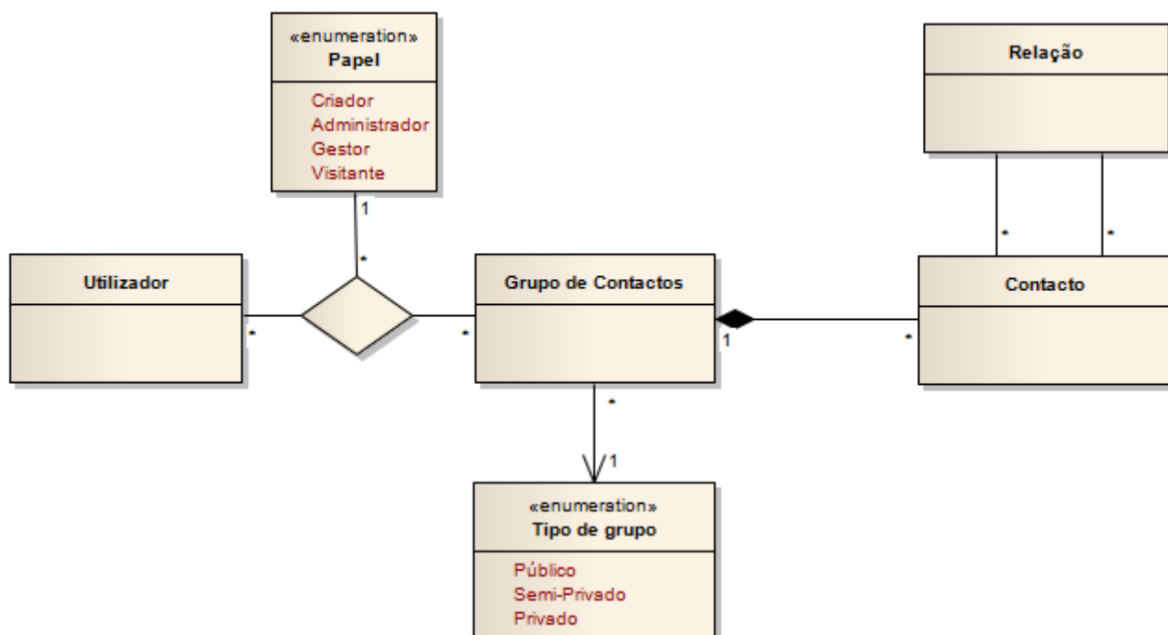 «enumeration»
Papel
Criador
Administrador
Gestor
Visitante
1
*
Relação
*
*
Utilizador
*
*
Grupo de Contactos
1
*
Contacto
*
1
«enumeration»
Tipo de grupo
Público
Semi-Privado
Privado